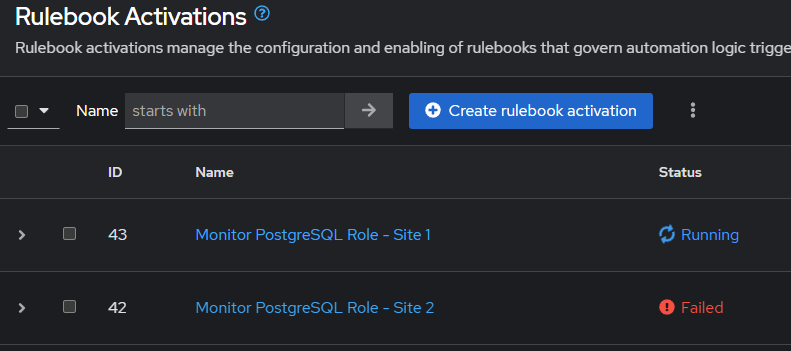 Rulebook Activations
Rulebook activations manage the configuration and enabling of rulebooks that govern automation logic trigge
Name starts with Create rulebook activation
ID Name Status
43 Monitor PostgreSQL Role - Site 1 Running
42 Monitor PostgreSQL Role - Site 2 Failed